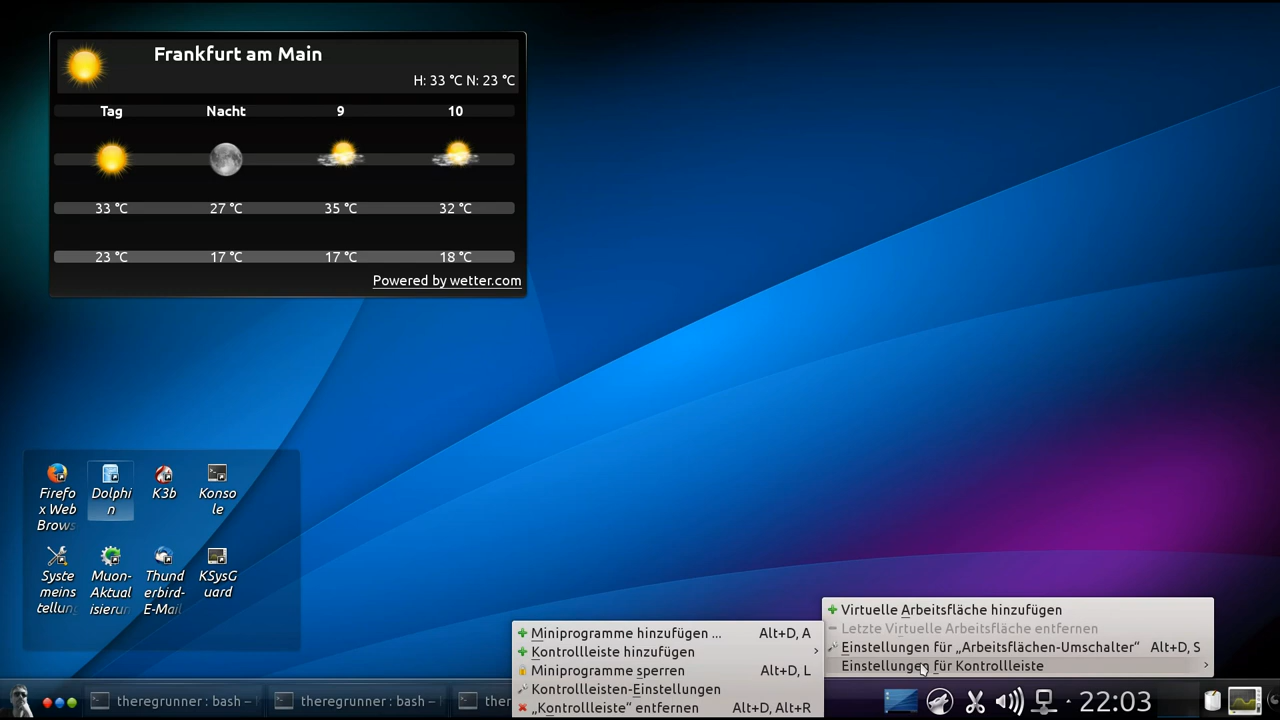 Frankfurt am Main
H: 33 °C N: 23 °C
Tag Nacht 9 10
33 °C 27 °C 35 °C 32 °C
23 °C 17 °C 17 °C 18 °C
Powered by wetter.com
Firefo
x Web
Brows
Dolphi
n
K3b
Konso
le
Syste
meins
tellun
Muon-
Aktual
isierun
Thund
erbird-
E-Mail
KSysG
uard
Virtuelle Arbeitsfläche hinzufügen
Letzte Virtuelle Arbeitsfläche entfernen
Einstellungen für „Arbeitsflächen-Umschalter“ Alt+D, S
Einstellungen für Kontrollleiste
Miniprogramme hinzufügen ... Alt+D, A
Kontrollleiste hinzufügen
Miniprogramme sperren Alt+D, L
Kontrollleisten-Einstellungen
„Kontrollleiste“ entfernen Alt+D, Alt+R
theregrunner : bash – theregrunner : bash – there 22:03